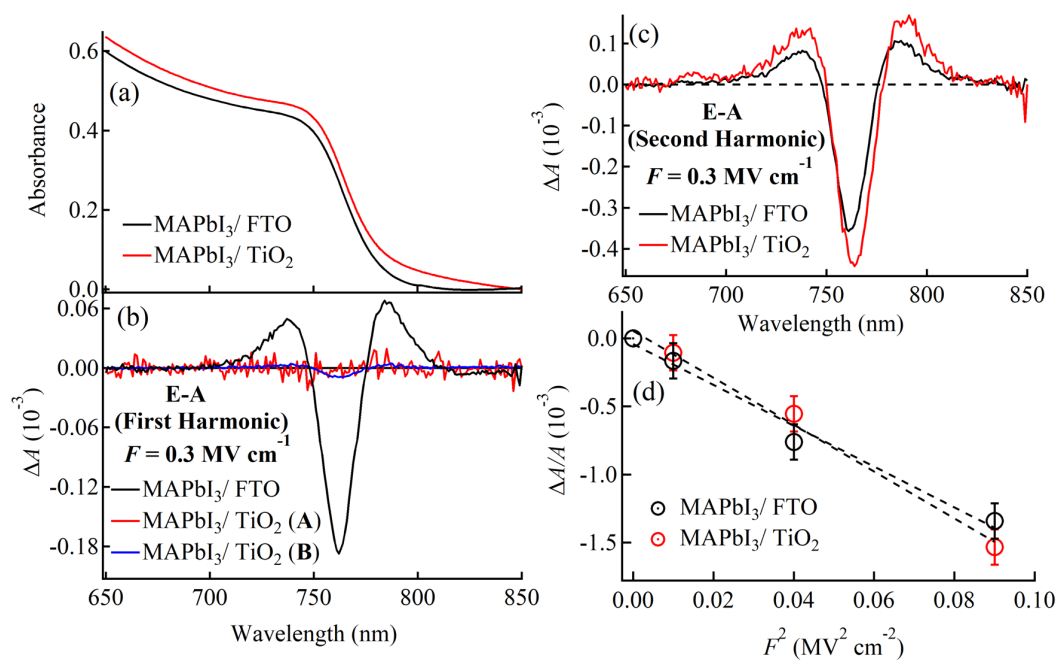 0.6
0.4
0.2
0.0
Absorbance
(a)
MAPbI₃/ FTO
MAPbI₃/ TiO₂
0.06
0.00
-0.06
-0.12
-0.18
ΔA (10⁻³)
(b)
E-A
(First Harmonic)
F = 0.3 MV cm⁻¹
MAPbI₃/ FTO
MAPbI₃/ TiO₂ (A)
MAPbI₃/ TiO₂ (B)
650 700 750 800 850
Wavelength (nm)
0.1
0.0
-0.1
-0.2
-0.3
-0.4
ΔA (10⁻³)
(c)
E-A
(Second Harmonic)
F = 0.3 MV cm⁻¹
MAPbI₃/ FTO
MAPbI₃/ TiO₂
650 700 750 800 850
Wavelength (nm)
0.0
-0.5
-1.0
-1.5
ΔA/A (10⁻³)
(d)
MAPbI₃/ FTO
MAPbI₃/ TiO₂
0.00 0.02 0.04 0.06 0.08 0.10
F² (MV² cm⁻²)